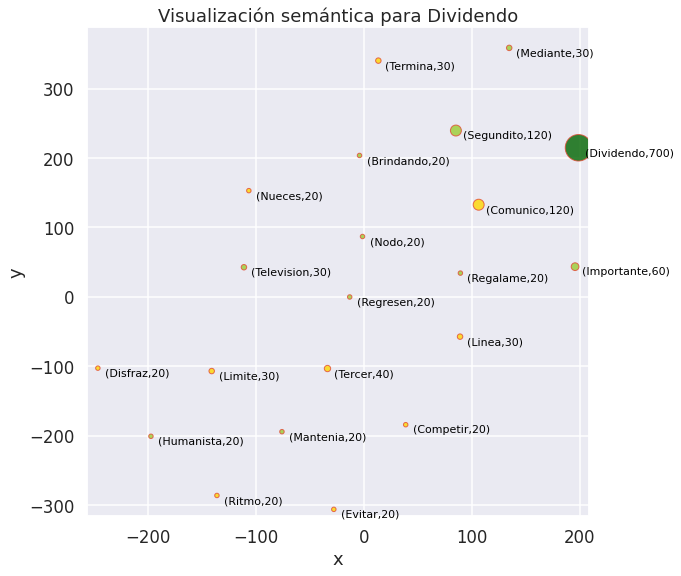 Visualización semántica para Dividendo
(Mediante,30)
(Termina,30)
300
(Segundito,120)
(Dividendo,700)
(Brindando,20)
200
(Nueces,20)
(Comunico,120)
100
(Nodo,20)
(Television,30)
(Regalame,20)
(Importante,60)
y
0
(Regresen,20)
(Linea,30)
−100
(Disfraz,20)
(Limite,30)
(Tercer,40)
(Competir,20)
−200
(Humanista,20)
(Mantenia,20)
(Ritmo,20)
−300
(Evitar,20)
−200
−100
0
100
200
x